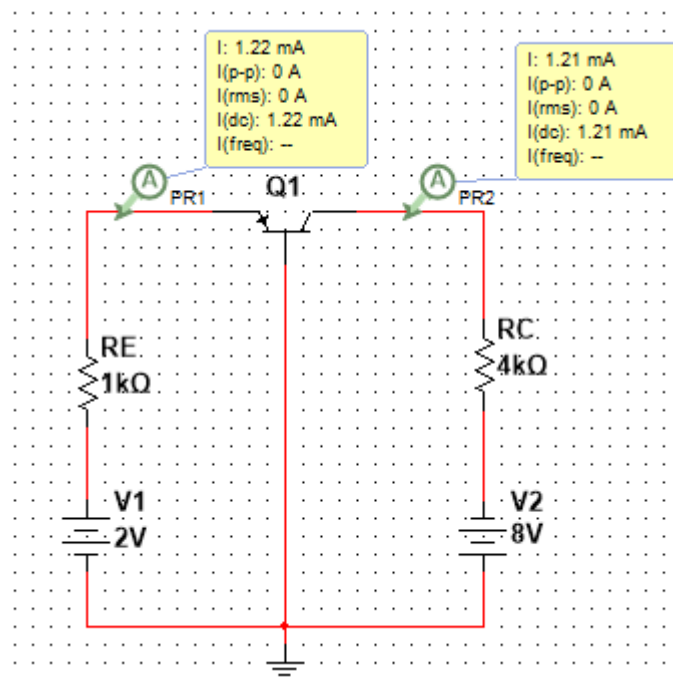 I: 1.22 mA
I(p-p): 0 A
I(rms): 0 A
I(dc): 1.22 mA
I(freq): --
I: 1.21 mA
I(p-p): 0 A
I(rms): 0 A
I(dc): 1.21 mA
I(freq): --
A
PR1
Q1
A
PR2
RE
1kΩ
RC
4kΩ
V1
2V
V2
8V